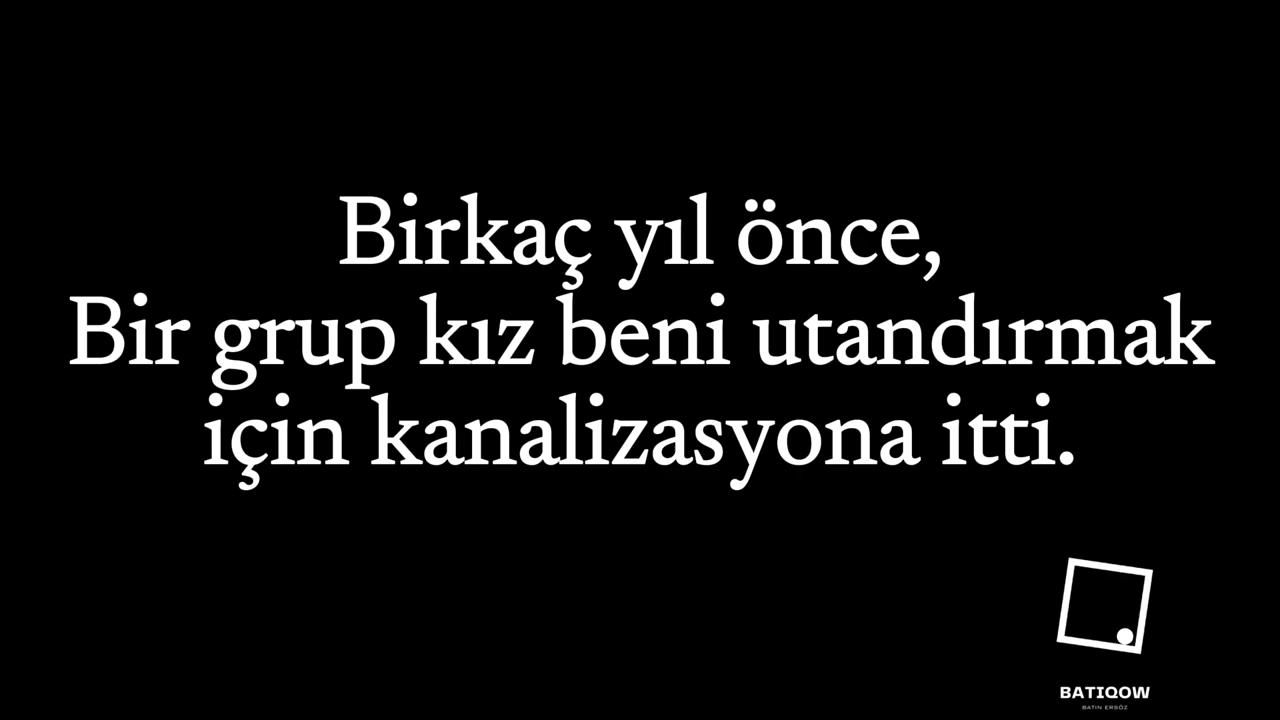 Birkaç yıl önce,
Bir grup kız beni utandırmak
için kanalizasyona itti.
BATIQOW
BATIN ERSÖZ